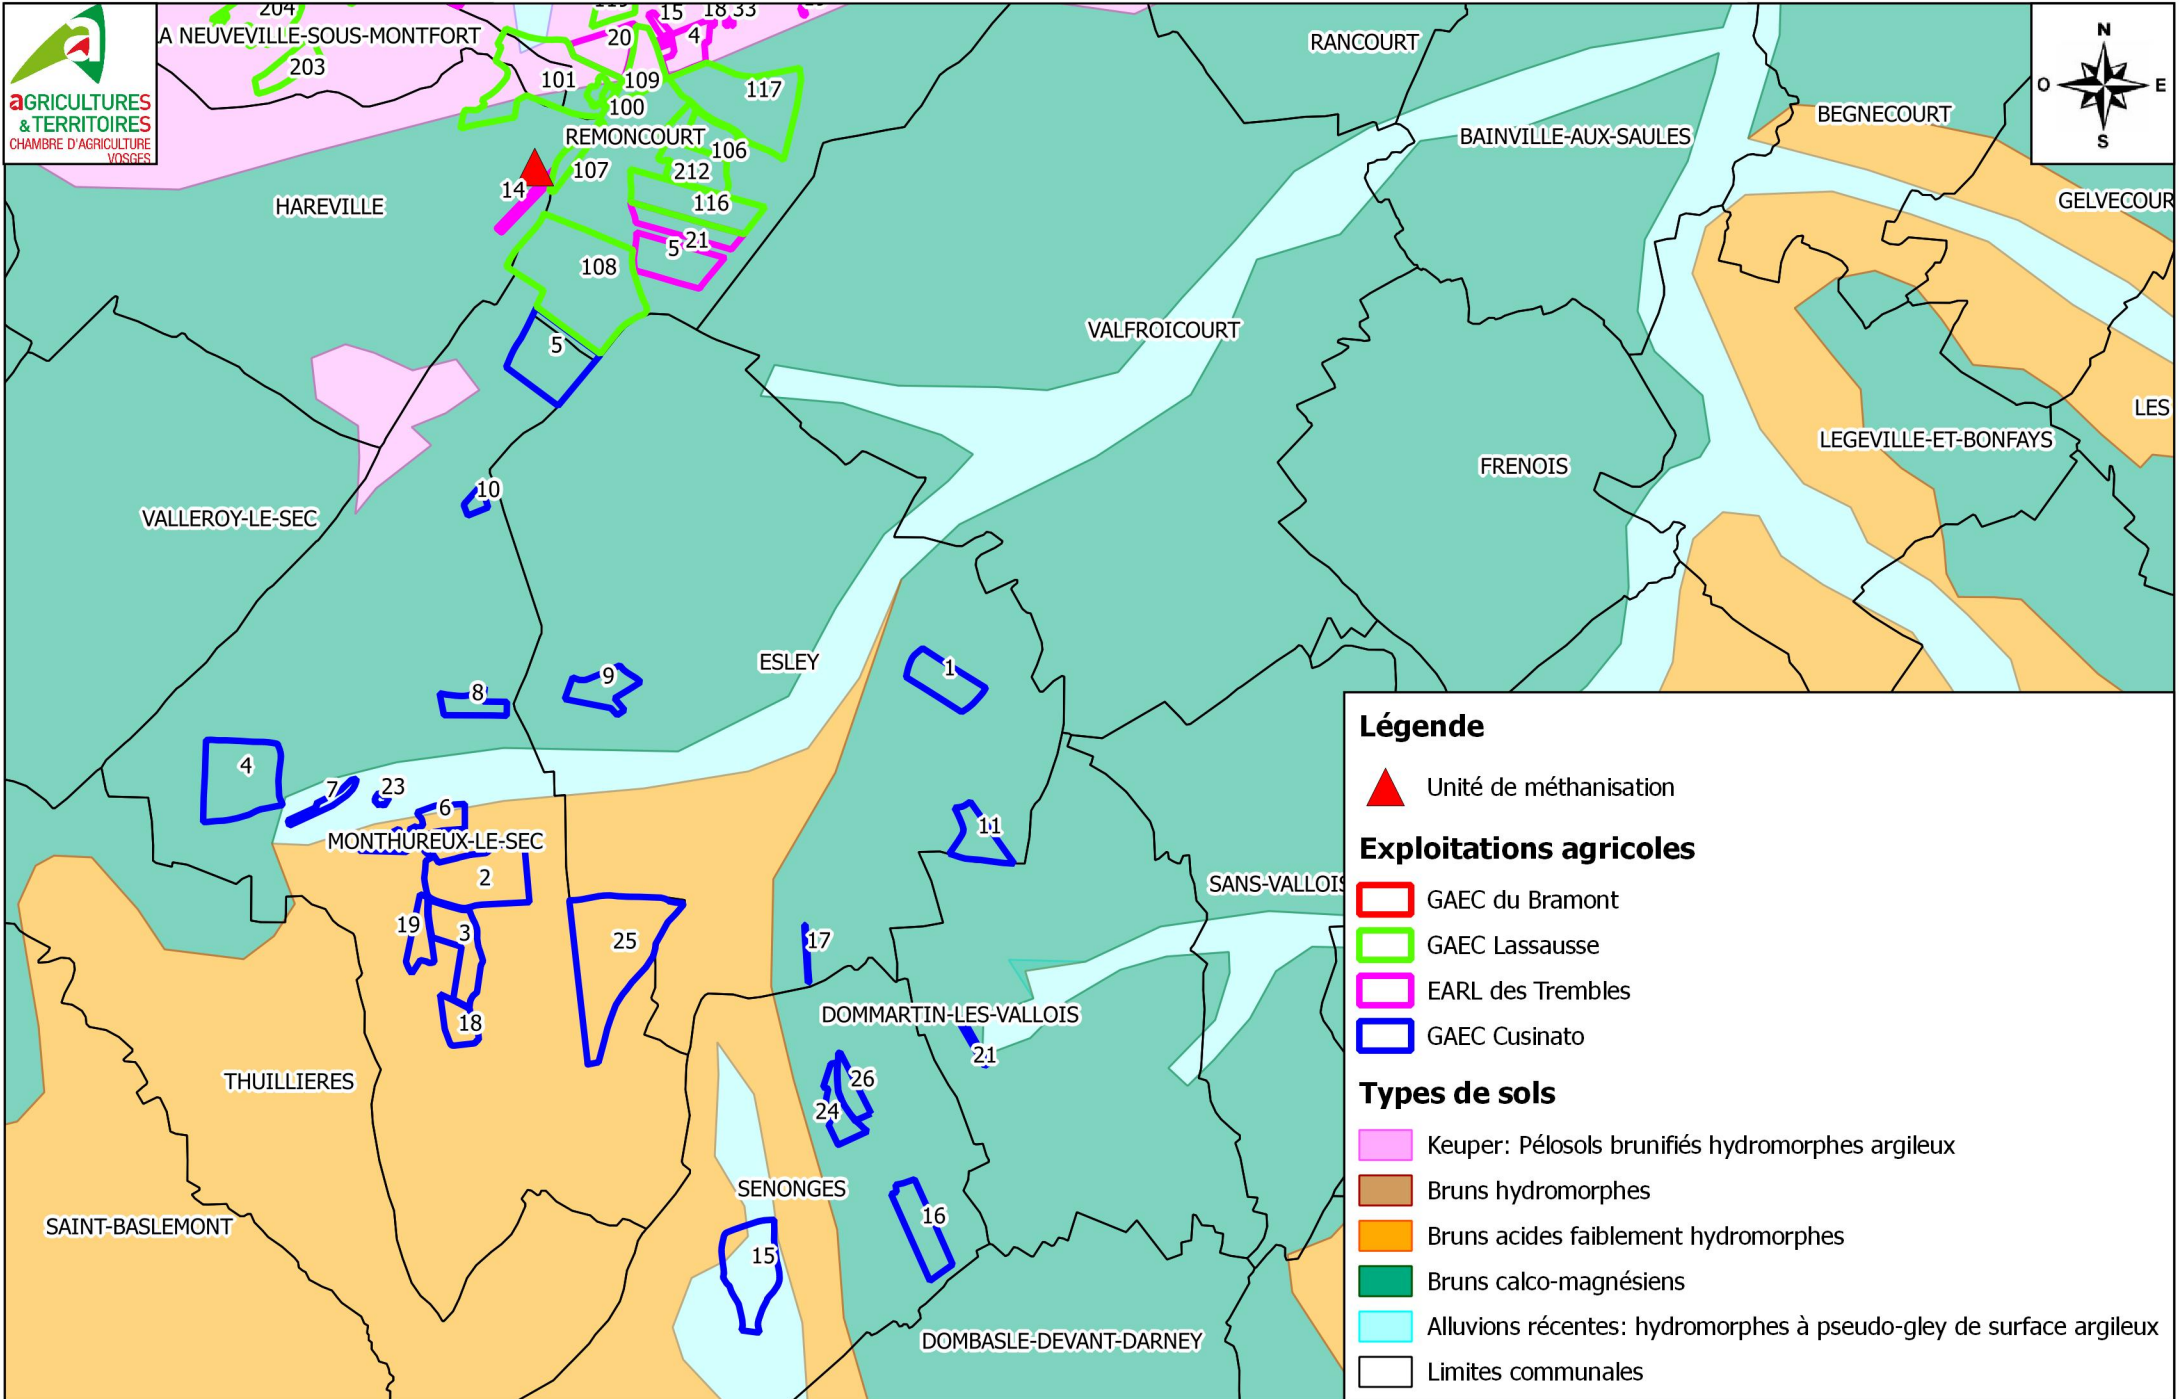 204
119
15
18
33
20
4
A NEUVEVILLE-SOUS-MONTFORT
RANCOURT
N
O
E
S
203
101
109
117
100
aGRICULTURES
& TERRITOIRES
CHAMBRE D'AGRICULTURE
VOSGES
REMONCOURT
BAINVILLE-AUX-SAULES
BEGNECOURT
106
107
212
14
HAREVILLE
116
GELVECOUR
5
21
108
VALFROICOURT
5
LES
LEGEVILLE-ET-BONFAYS
FRENOIS
10
VALLEROY-LE-SEC
ESLEY
1
9
8
4
7
23
6
11
MONTHUREUX-LE-SEC
2
SANS-VALLOIS
19
3
25
17
18
DOMMARTIN-LES-VALLOIS
21
THUILLIERES
26
24
SENONGES
16
SAINT-BASLEMONT
15
DOMBASLE-DEVANT-DARNEY
Légende
Unité de méthanisation
Exploitations agricoles
GAEC du Bramont
GAEC Lassausse
EARL des Trembles
GAEC Cusinato
Types de sols
Keuper: Pélosols brunifiés hydromorphes argileux
Bruns hydromorphes
Bruns acides faiblement hydromorphes
Bruns calco-magnésiens
Alluvions récentes: hydromorphes à pseudo-gley de surface argileux
Limites communales